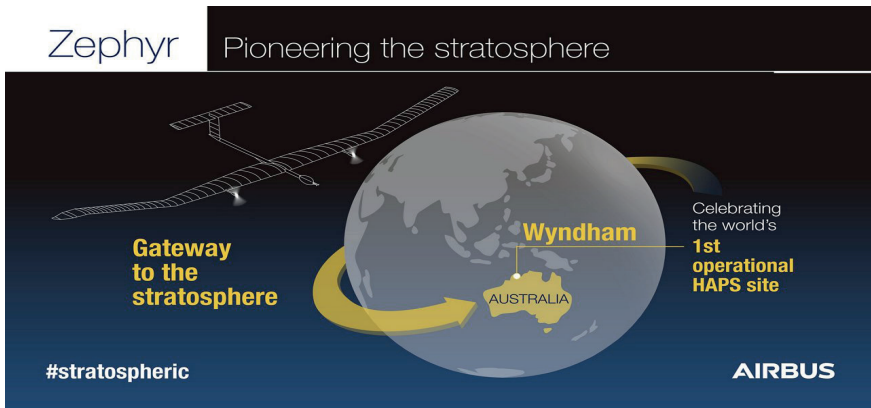 Zephyr
Pioneering the stratosphere
Gateway
to the
stratosphere
Wyndham
AUSTRALIA
Celebrating
the world's
1st
operational
HAPS site
#stratospheric
AIRBUS